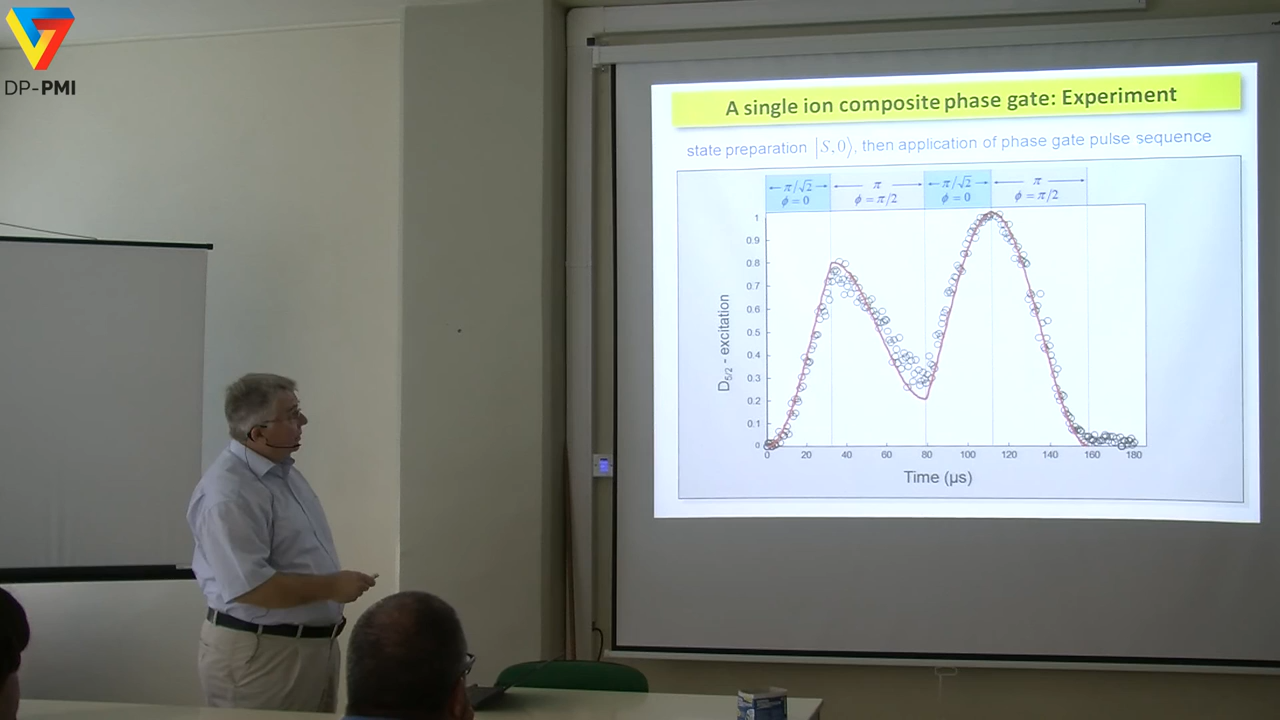 DP-PMI
A single ion composite phase gate: Experiment
state preparation |S,0⟩, then application of phase gate pulse sequence
π/√2 π π/√2 π
ϕ = 0 ϕ = π/2 ϕ = 0 ϕ = π/2
1
0.9
0.8
0.7
0.6
0.5
0.4
0.3
0.2
0.1
0
D5/2 - excitation
0 20 40 60 80 100 120 140 160 180
Time (µs)